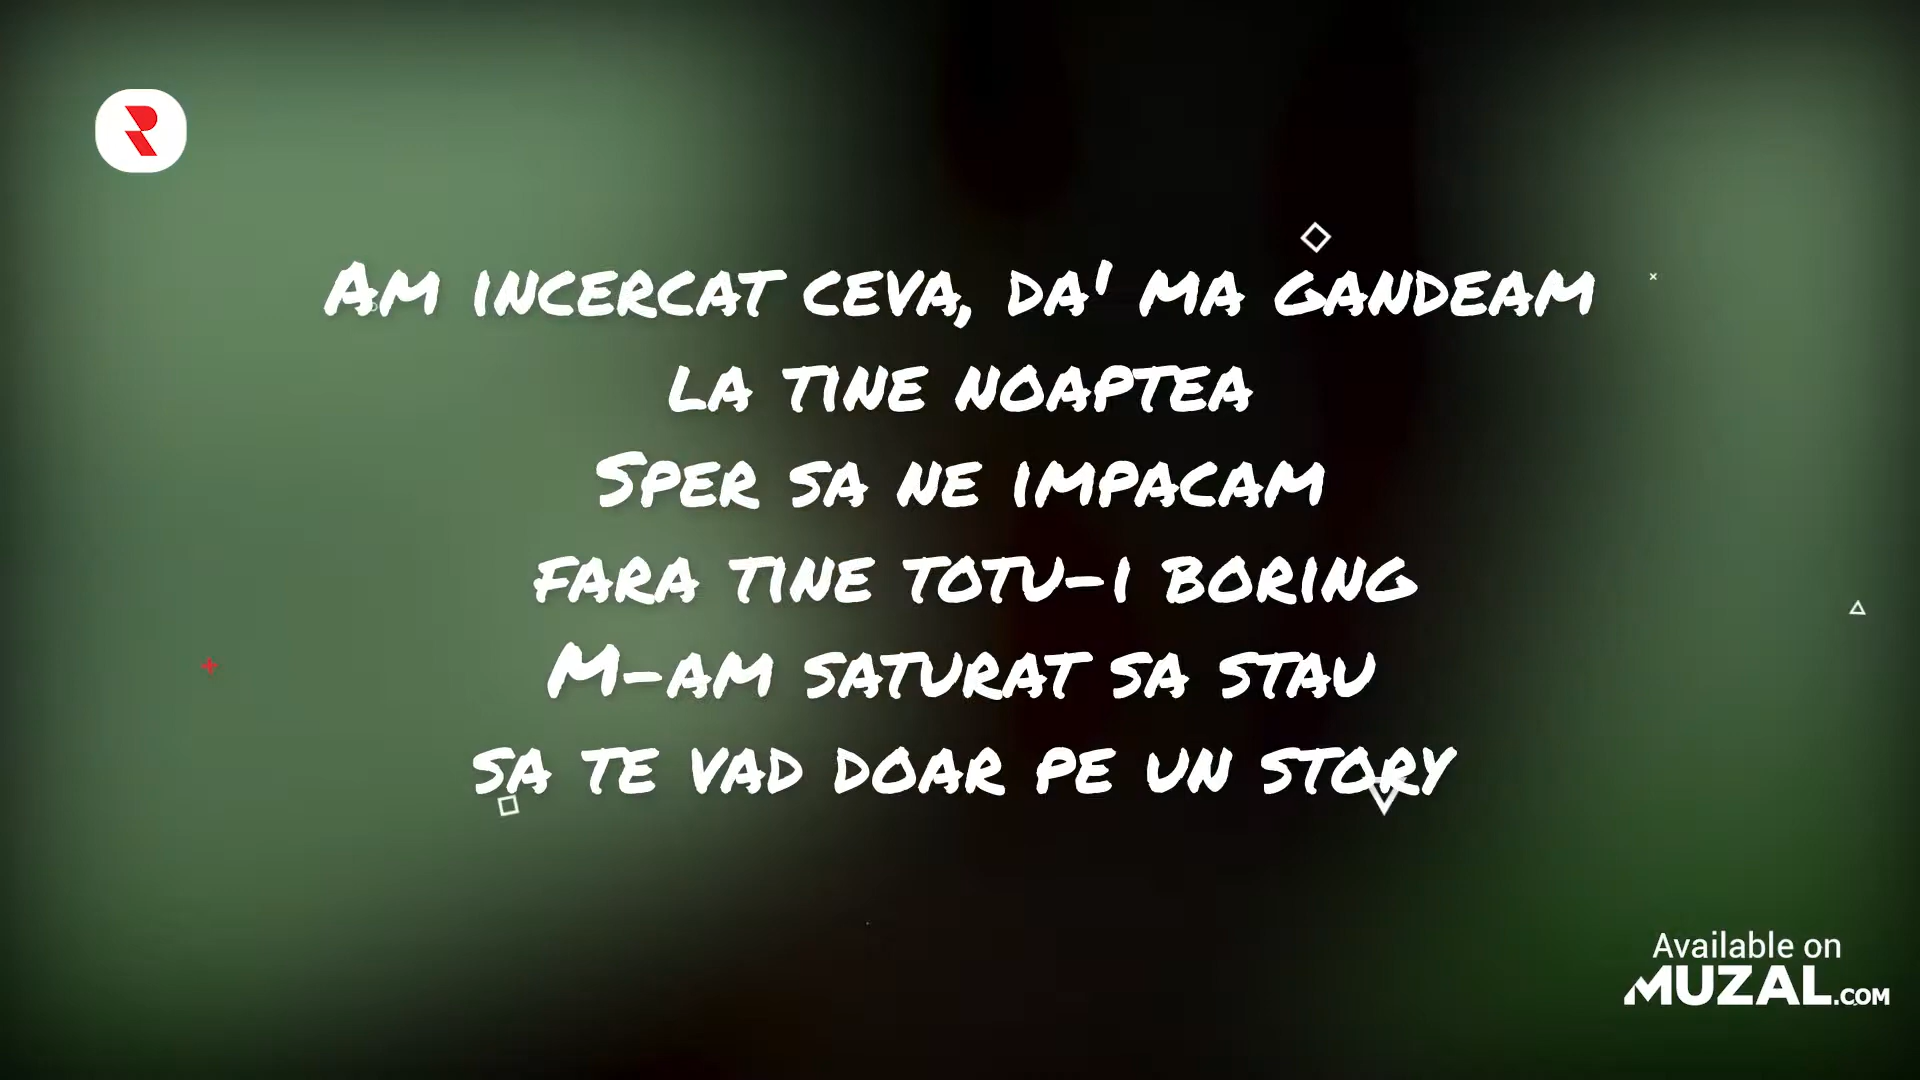 Am incercat ceva, da' ma gandeam
la tine noaptea
Sper sa ne impacam
fara tine totu-i boring
M-am saturat sa stau
sa te vad doar pe un story
Available on
MUZAL.COM